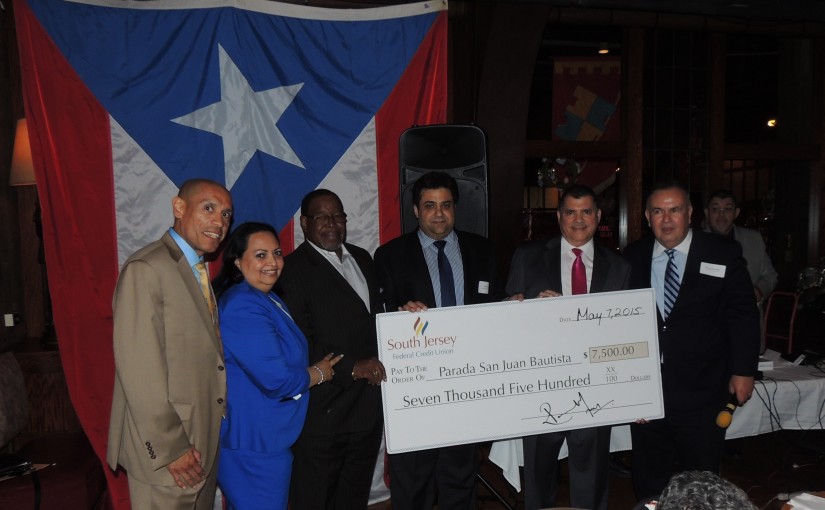 South Jersey
Federal Credit Union
DATE May 7, 2015
PAY TO THE
ORDER OF Parada San Juan Bautista $ 7,500.00
Seven Thousand Five Hundred XX/100 DOLLARS